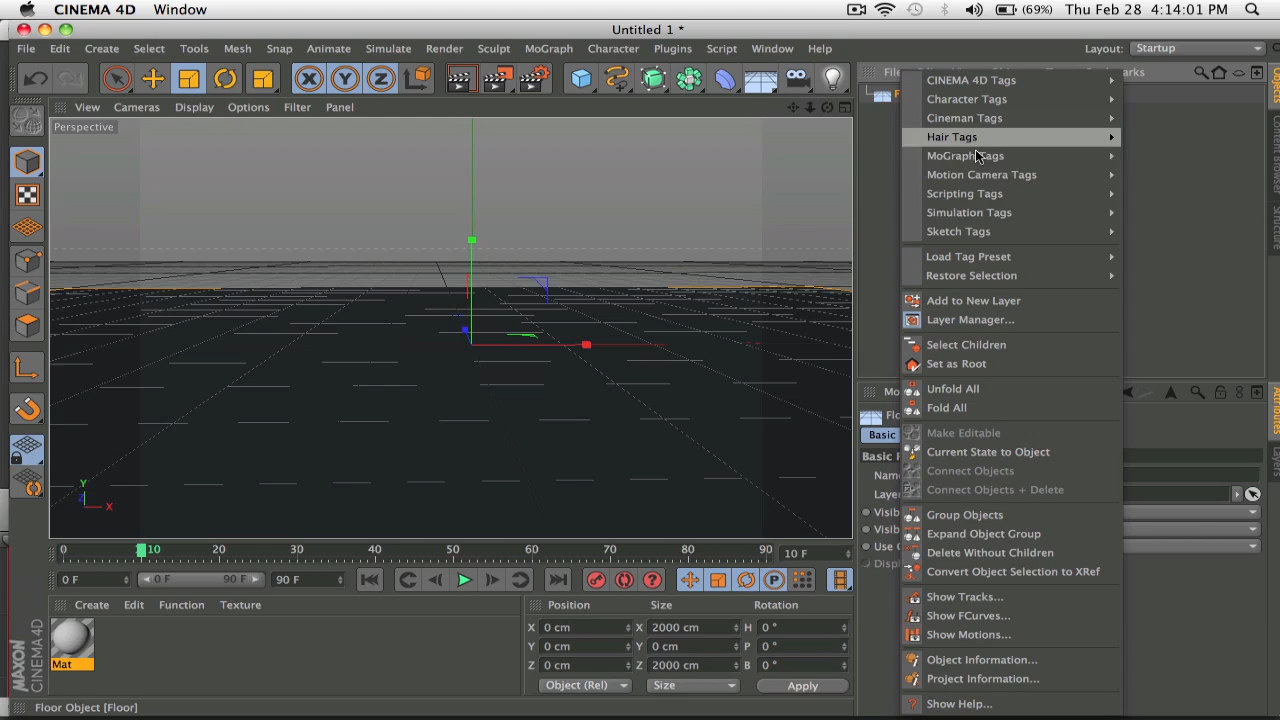 CINEMA 4D Window (69%) Thu Feb 28 4:14:01 PM
Untitled 1 *
File Edit Create Select Tools Mesh Snap Animate Simulate Render Sculpt MoGraph Character Plugins Script Window Help Layout: Startup
X Y Z
View Cameras Display Options Filter Panel
Perspective
Y
Z X
CINEMA 4D Tags
Character Tags
Cineman Tags
Hair Tags
MoGraph Tags
Motion Camera Tags
Scripting Tags
Simulation Tags
Sketch Tags
Load Tag Preset
Restore Selection
Add to New Layer
Layer Manager...
Select Children
Set as Root
Unfold All
Fold All
Make Editable
Current State to Object
Connect Objects
Connect Objects + Delete
Group Objects
Expand Object Group
Delete Without Children
Convert Object Selection to XRef
Show Tracks...
Show FCurves...
Show Motions...
Object Information...
Project Information...
Show Help...
Objects
Content Browser
Structure
Attributes
Layers
Basic
0 10 20 30 40 50 60 70 80 90 10 F
0 F 0 F 90 F 90 F
Create Edit Function Texture
Mat
MAXON CINEMA 4D
Position Size Rotation
X 0 cm X 2000 cm H 0 °
Y 0 cm Y 0 cm P 0 °
Z 0 cm Z 2000 cm B 0 °
Object (Rel) Size Apply
Floor Object [Floor]